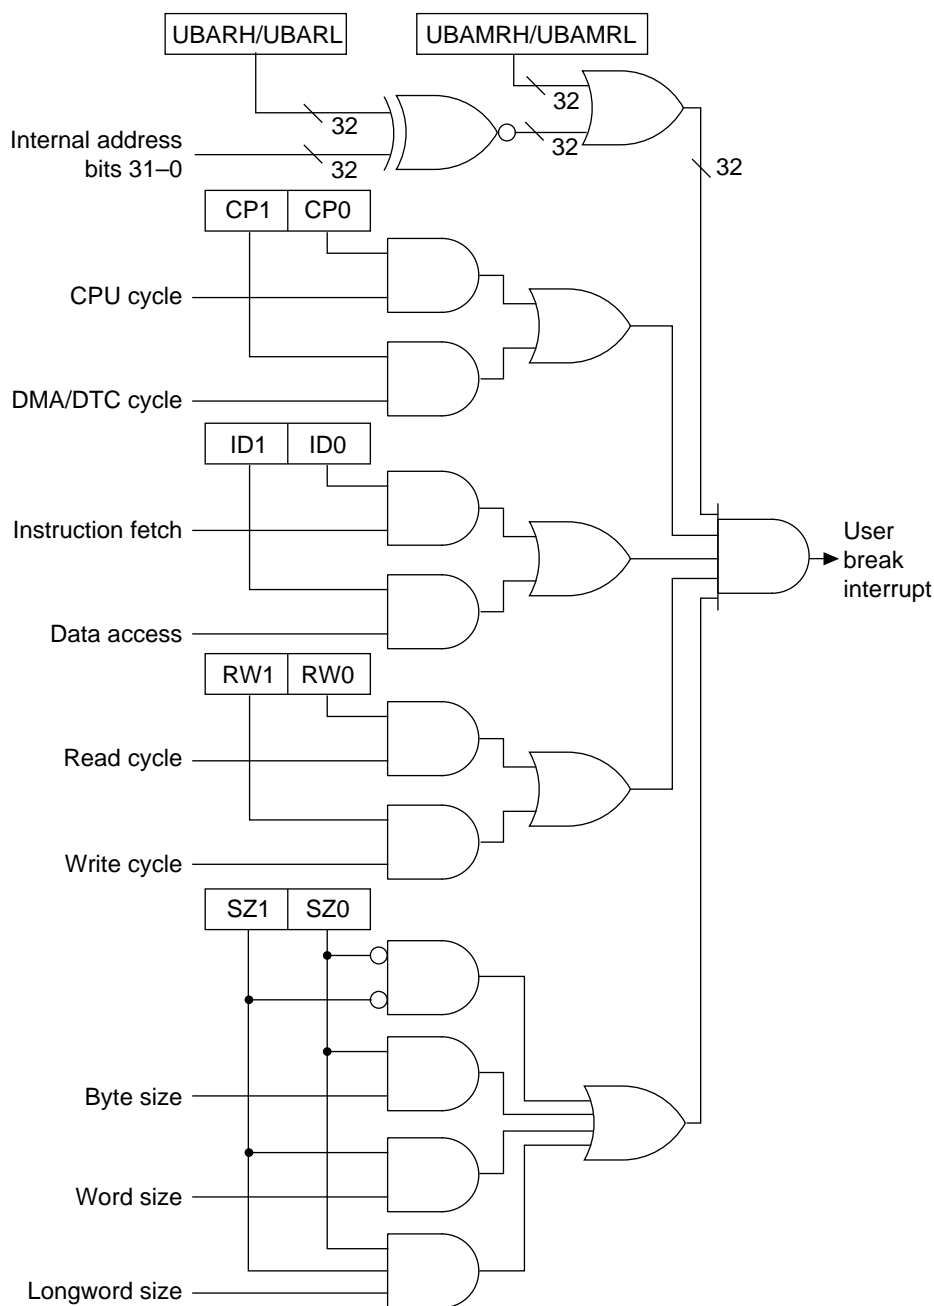 UBARH/UBARL
UBAMRH/UBAMRL
32
32
Internal address
bits 31–0
32
32
32
CP1 CP0
CPU cycle
DMA/DTC cycle
ID1 ID0
Instruction fetch
User
break
interrupt
Data access
RW1 RW0
Read cycle
Write cycle
SZ1 SZ0
Byte size
Word size
Longword size